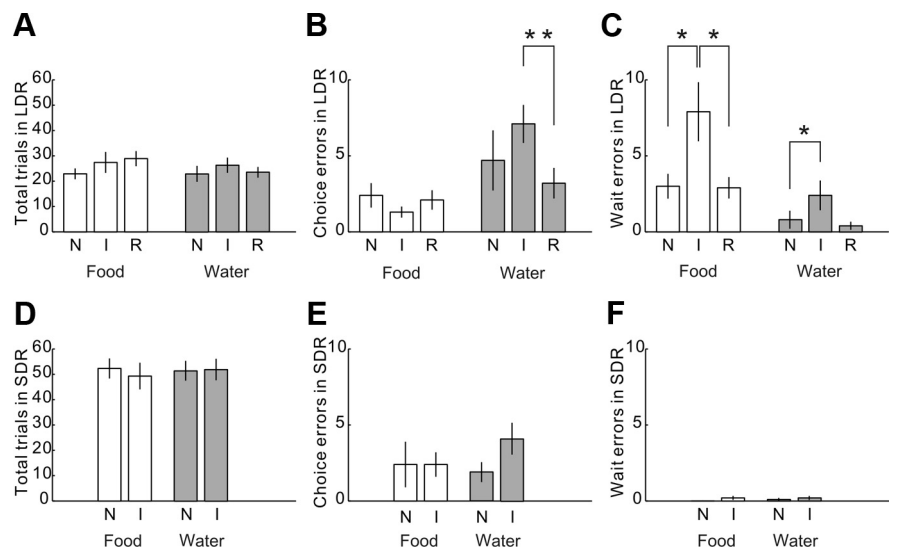 A
Total trials in LDR
60
50
40
30
20
10
0
N I R N I R
Food Water
B
Choice errors in LDR
10
5
0
* *
N I R N I R
Food Water
C
Wait errors in LDR
10
5
0
* *
*
N I R N I R
Food Water
D
Total trials in SDR
60
50
40
30
20
10
0
N I N I
Food Water
E
Choice errors in SDR
10
5
0
N I N I
Food Water
F
Wait errors in SDR
10
5
0
N I N I
Food Water